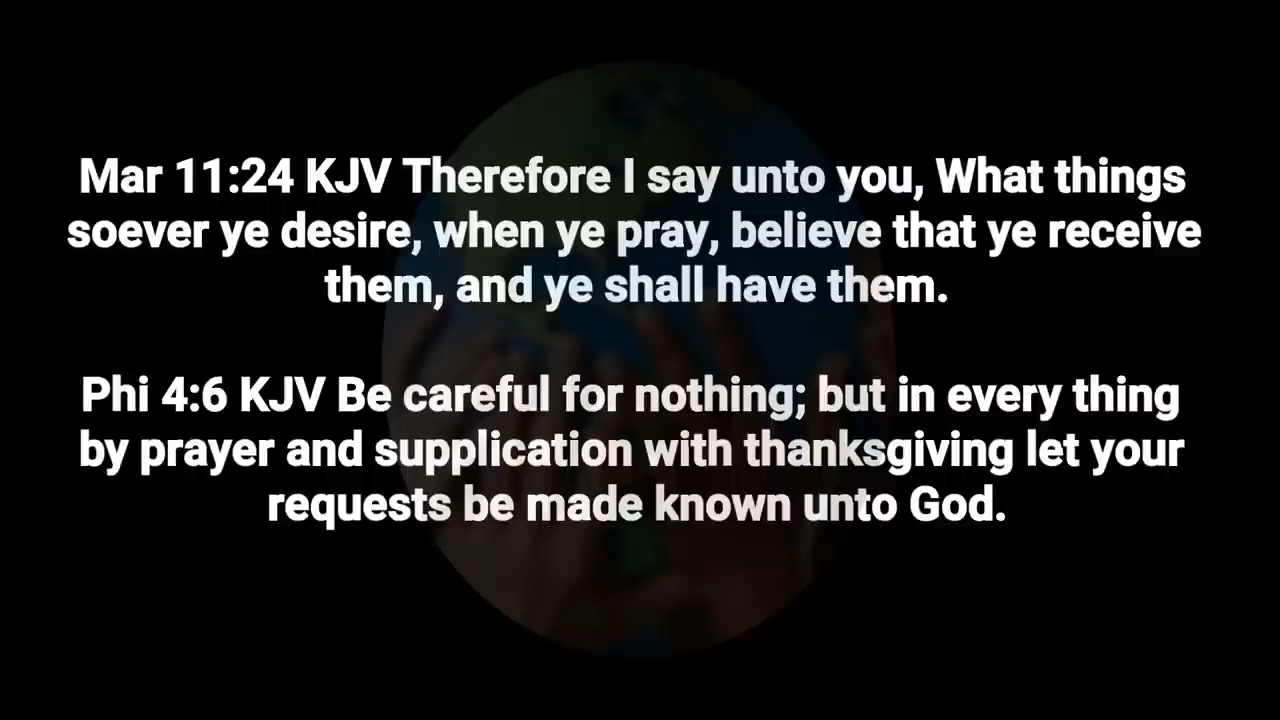 Mar 11:24 KJV Therefore I say unto you, What things
soever ye desire, when ye pray, believe that ye receive
them, and ye shall have them.
Phi 4:6 KJV Be careful for nothing; but in every thing
by prayer and supplication with thanksgiving let your
requests be made known unto God.